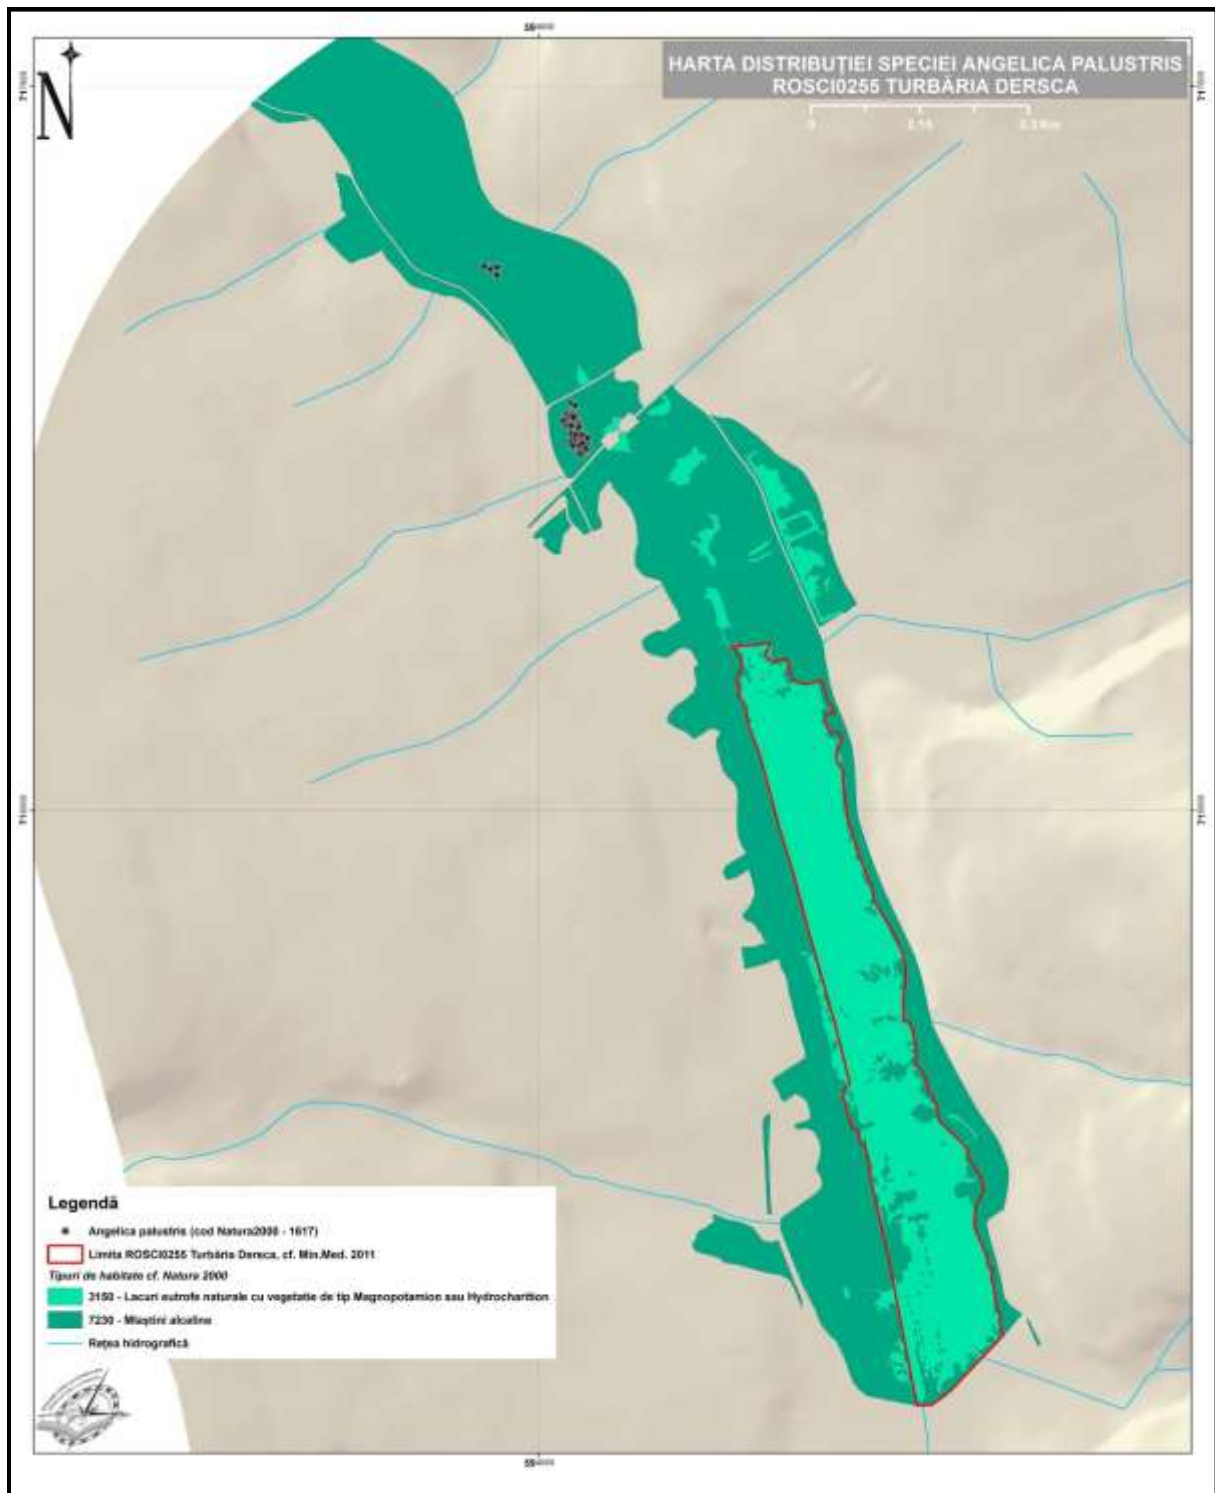 HARTA DISTRIBUȚIEI SPECIEI ANGELICA PALUSTRIS
ROSCI0255 TURBĂRIA DERSCA
N
Legendă
Angelica palustris (cod Natura2000 - 1617)
Limita ROSCI0255 Turbăria Dersca, cf. Min.Med. 2011
Tipuri de habitate cf. Natura 2000
3150 - Lacuri eutrofe naturale cu vegetatie de tip Magnopotamion sau Hydrocharition
7230 - Mlaștini alcaline
Rețea hidrografică